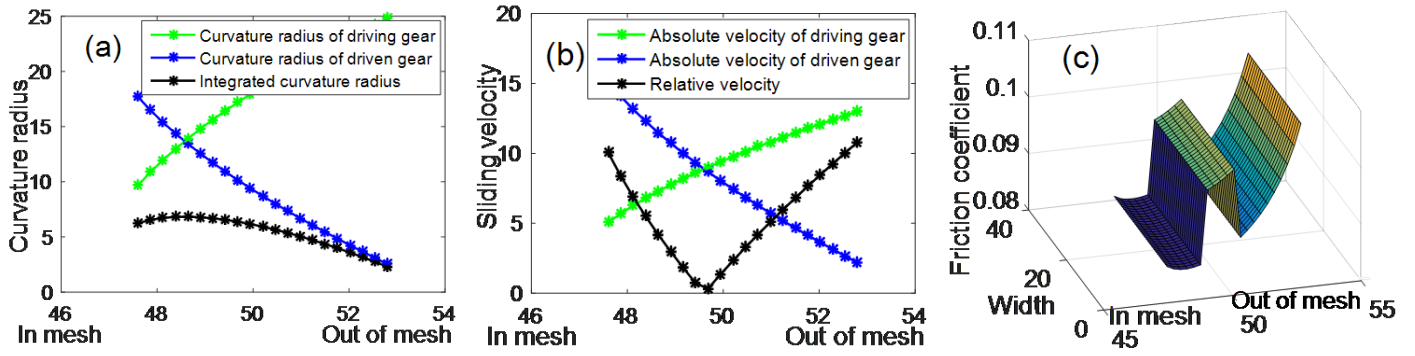 (a)
Curvature radius of driving gear
Curvature radius of driven gear
Integrated curvature radius
Curvature radius
25
20
15
10
5
0
46 48 50 52 54
In mesh Out of mesh
(b)
Absolute velocity of driving gear
Absolute velocity of driven gear
Relative velocity
Sliding velocity
20
15
10
5
0
46 48 50 52 54
In mesh Out of mesh
(c)
Friction coefficient
0.11
0.1
0.09
0.08
40
20
0
Width
45 50 55
In mesh Out of mesh